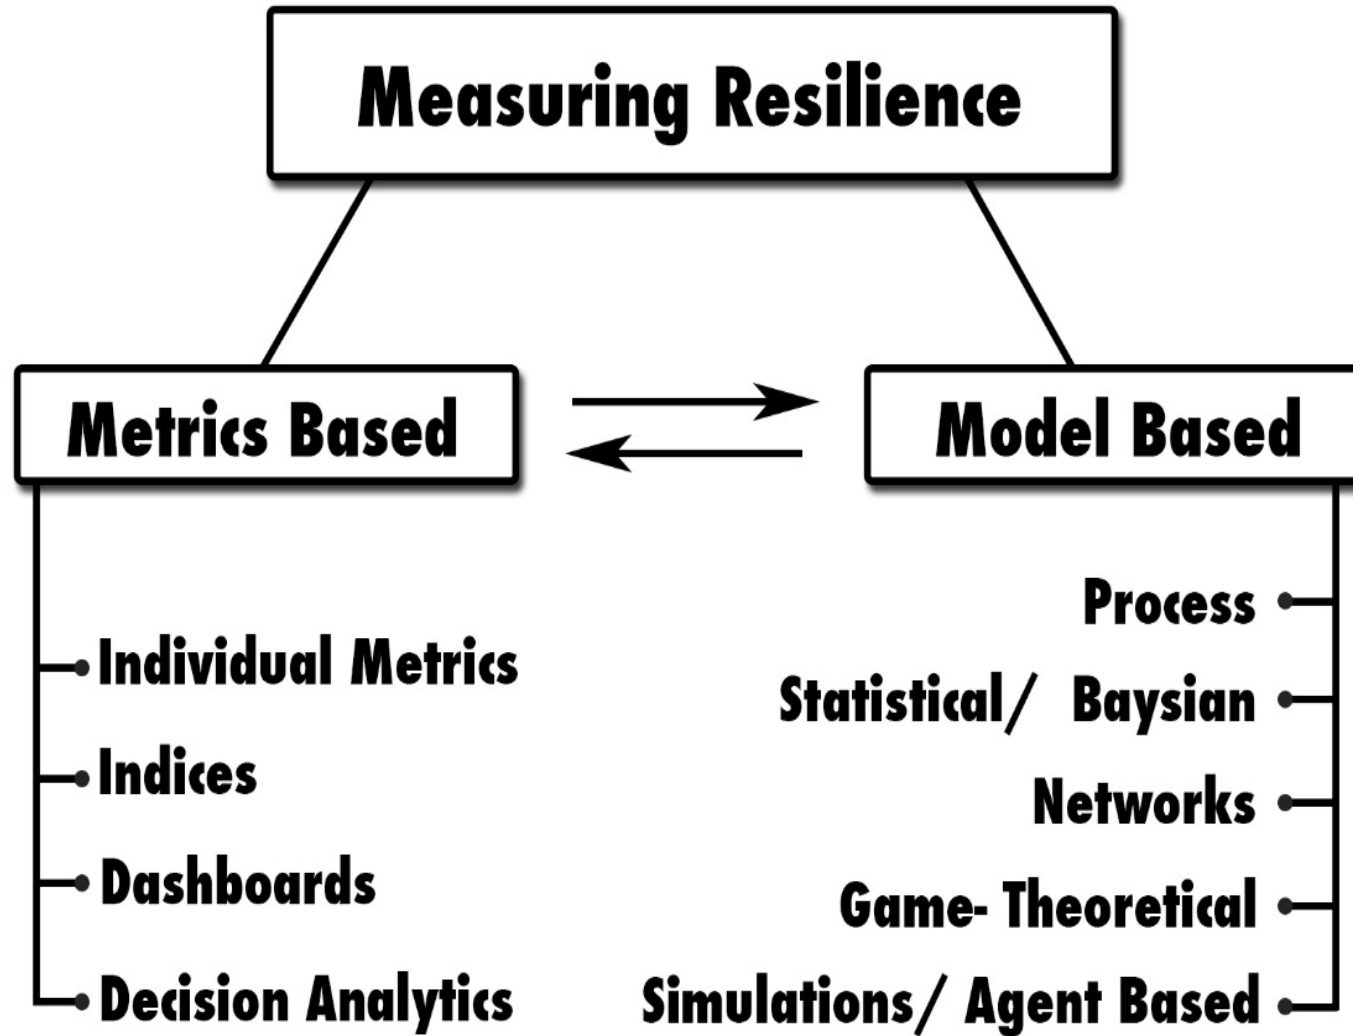 Measuring Resilience
Metrics Based
Model Based
Individual Metrics
Indices
Dashboards
Decision Analytics
Process
Statistical/ Baysian
Networks
Game- Theoretical
Simulations/ Agent Based